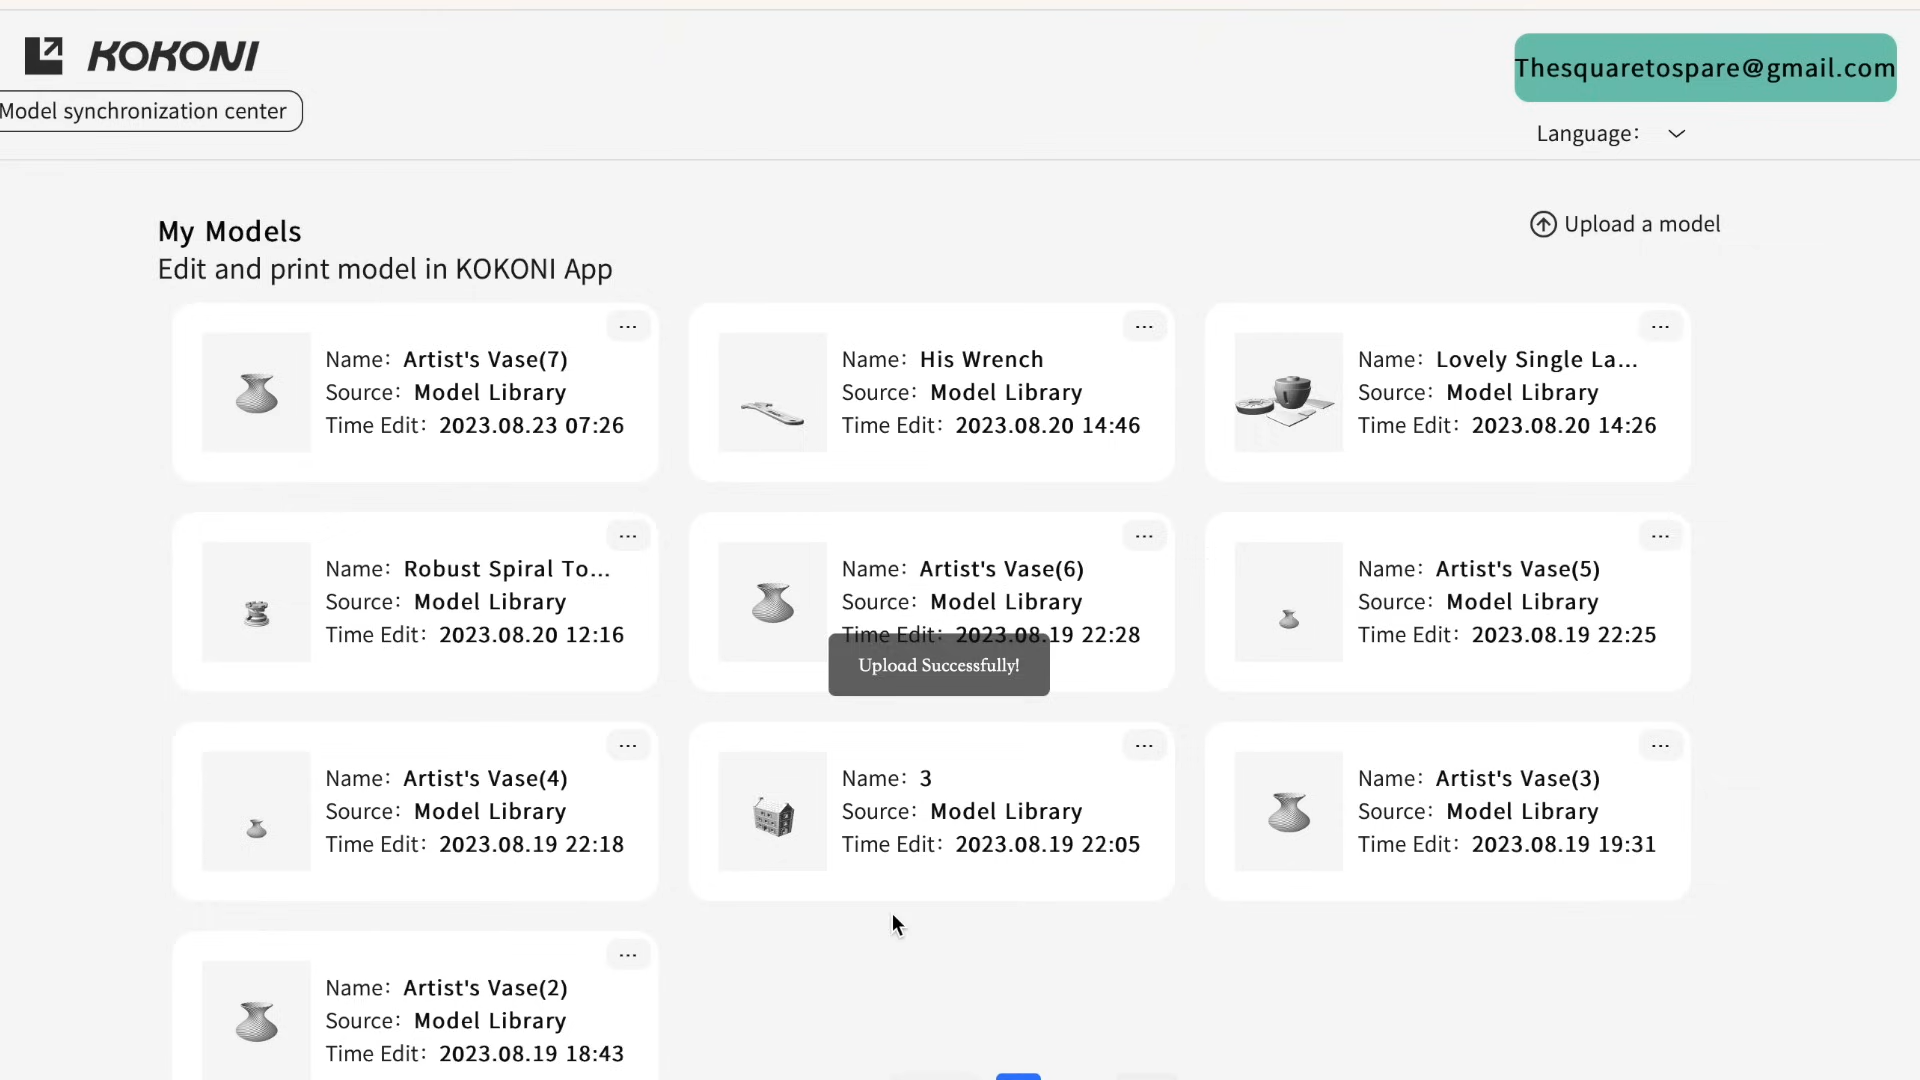 KOKONI
Thesquaretospare@gmail.com
Model synchronization center
Language:
My Models
Upload a model
Edit and print model in KOKONI App
...
Name: Artist's Vase(7)
Source: Model Library
Time Edit: 2023.08.23 07:26
...
Name: His Wrench
Source: Model Library
Time Edit: 2023.08.20 14:46
...
Name: Lovely Single La...
Source: Model Library
Time Edit: 2023.08.20 14:26
...
Name: Robust Spiral To...
Source: Model Library
Time Edit: 2023.08.20 12:16
...
Name: Artist's Vase(6)
Source: Model Library
Time Edit: 2023.08.19 22:28
Upload Successfully!
...
Name: Artist's Vase(5)
Source: Model Library
Time Edit: 2023.08.19 22:25
...
Name: Artist's Vase(4)
Source: Model Library
Time Edit: 2023.08.19 22:18
...
Name: 3
Source: Model Library
Time Edit: 2023.08.19 22:05
...
Name: Artist's Vase(3)
Source: Model Library
Time Edit: 2023.08.19 19:31
...
Name: Artist's Vase(2)
Source: Model Library
Time Edit: 2023.08.19 18:43